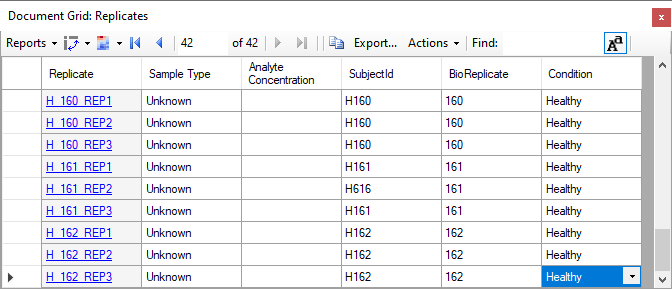 Document Grid: Replicates
Reports 42 of 42 Export... Actions Find: Aa
Replicate Sample Type Analyte Concentration SubjectId BioReplicate Condition
H_160_REP1 Unknown H160 160 Healthy
H_160_REP2 Unknown H160 160 Healthy
H_160_REP3 Unknown H160 160 Healthy
H_161_REP1 Unknown H161 161 Healthy
H_161_REP2 Unknown H616 161 Healthy
H_161_REP3 Unknown H161 161 Healthy
H_162_REP1 Unknown H162 162 Healthy
H_162_REP2 Unknown H162 162 Healthy
H_162_REP3 Unknown H162 162 Healthy